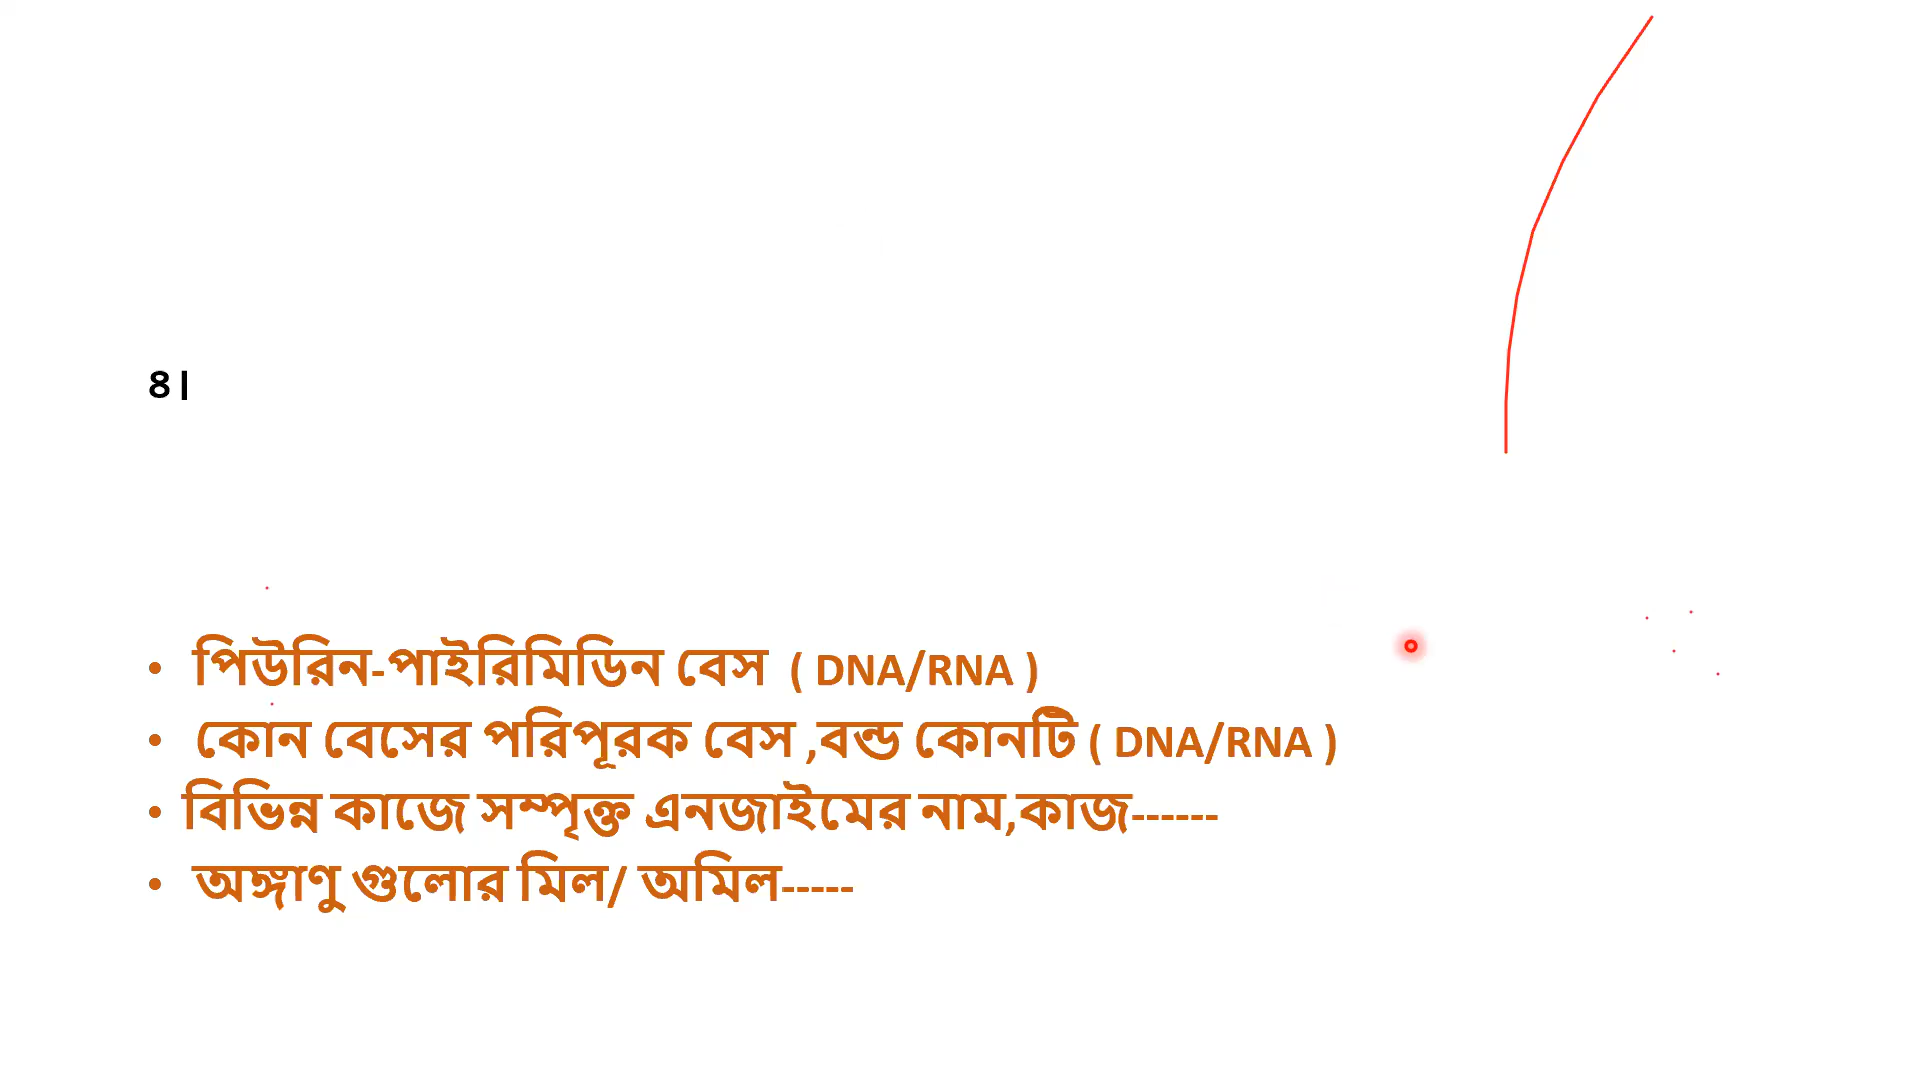 ৪।
• পিউরিন-পাইরিমিডিন বেস ( DNA/RNA )
• কোন বেসের পরিপূরক বেস ,বন্ড কোনটি ( DNA/RNA )
• বিভিন্ন কাজে সম্পৃক্ত এনজাইমের নাম,কাজ------
• অঙ্গাণু গুলোর মিল/ অমিল-----